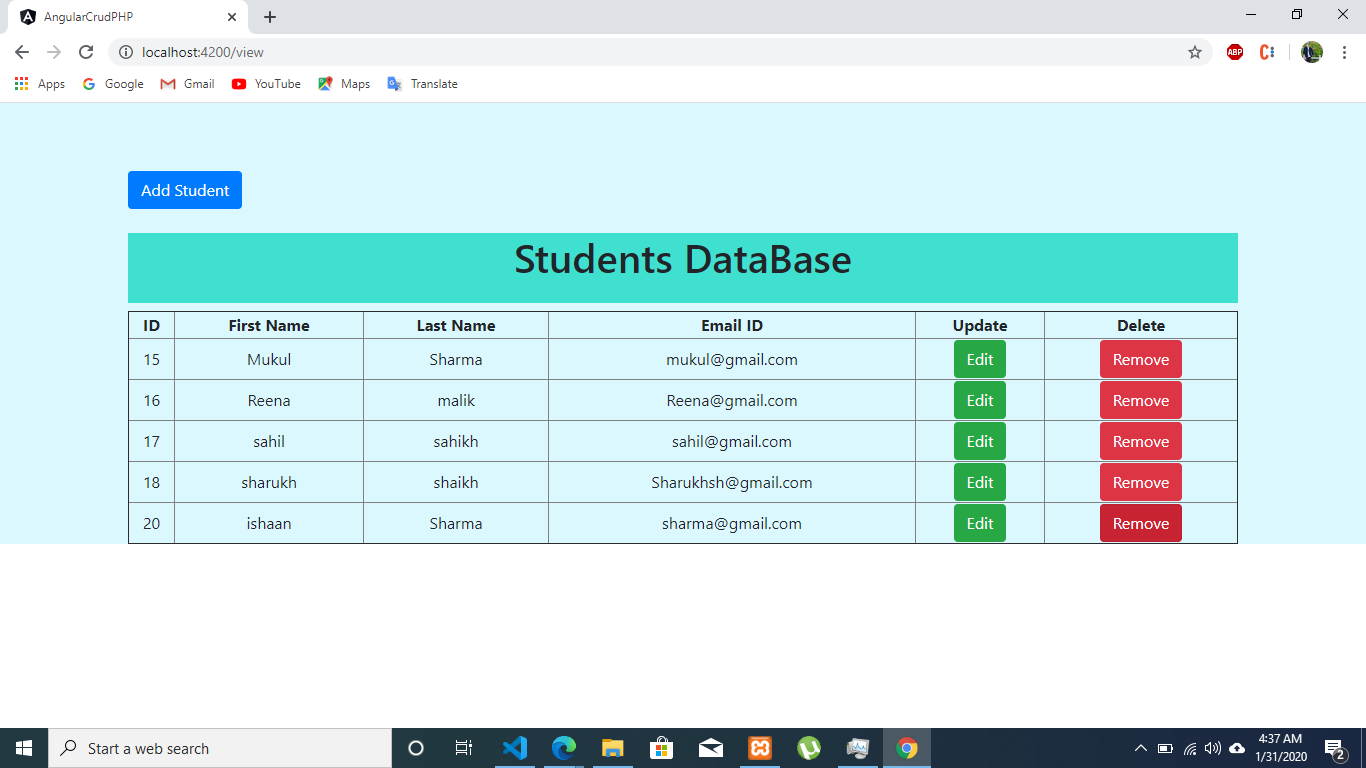 AngularCrudPHP
localhost:4200/view
ABP
Apps Google Gmail YouTube Maps Translate
Add Student
Students DataBase
ID First Name Last Name Email ID Update Delete
15 Mukul Sharma mukul@gmail.com Edit Remove
16 Reena malik Reena@gmail.com Edit Remove
17 sahil sahikh sahil@gmail.com Edit Remove
18 sharukh shaikh Sharukhsh@gmail.com Edit Remove
20 ishaan Sharma sharma@gmail.com Edit Remove
Start a web search
4:37 AM
1/31/2020
2